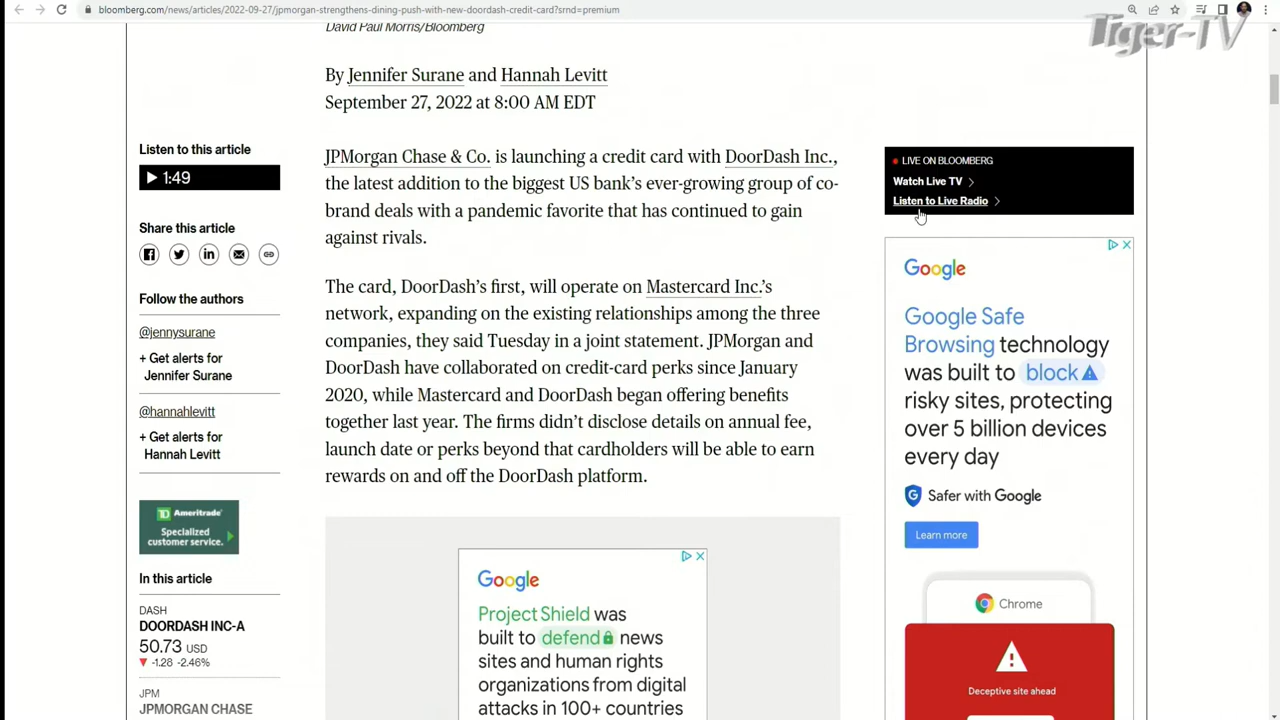 bloomberg.com/news/articles/2022-09-27/jpmorgan-strengthens-dining-push-with-new-doordash-credit-card?srnd=premium
Tiger-TV
David Paul Morris/Bloomberg
By Jennifer Surane and Hannah Levitt
September 27, 2022 at 8:00 AM EDT
Listen to this article
1:49
Share this article
Follow the authors
@jennysurane
+ Get alerts for
Jennifer Surane
@hannahlevitt
+ Get alerts for
Hannah Levitt
TD Ameritrade
Specialized
customer service.
In this article
DASH
DOORDASH INC-A
50.73 USD
-1.28 -2.46%
JPM
JPMORGAN CHASE
JPMorgan Chase & Co. is launching a credit card with DoorDash Inc.,
the latest addition to the biggest US bank's ever-growing group of co-
brand deals with a pandemic favorite that has continued to gain
against rivals.
The card, DoorDash's first, will operate on Mastercard Inc.'s
network, expanding on the existing relationships among the three
companies, they said Tuesday in a joint statement. JPMorgan and
DoorDash have collaborated on credit-card perks since January
2020, while Mastercard and DoorDash began offering benefits
together last year. The firms didn't disclose details on annual fee,
launch date or perks beyond that cardholders will be able to earn
rewards on and off the DoorDash platform.
Google
Project Shield was
built to defend news
sites and human rights
organizations from digital
attacks in 100+ countries
LIVE ON BLOOMBERG
Watch Live TV
Listen to Live Radio
Google
Google Safe
Browsing technology
was built to block
risky sites, protecting
over 5 billion devices
every day
Safer with Google
Learn more
Chrome
Deceptive site ahead